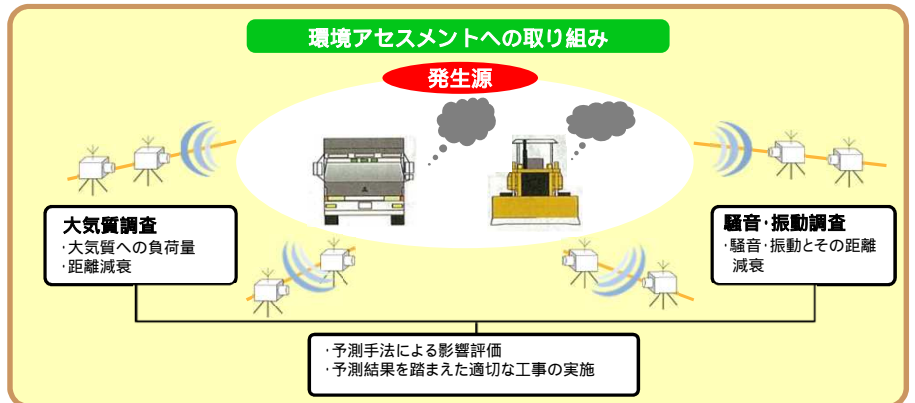 環境アセスメントへの取り組み
発生源
大気質調査
·大気質への負荷量
·距離減衰
騒音·振動調査
·騒音·振動とその距離
減衰
·予測手法による影響評価
·予測結果を踏まえた適切な工事の実施